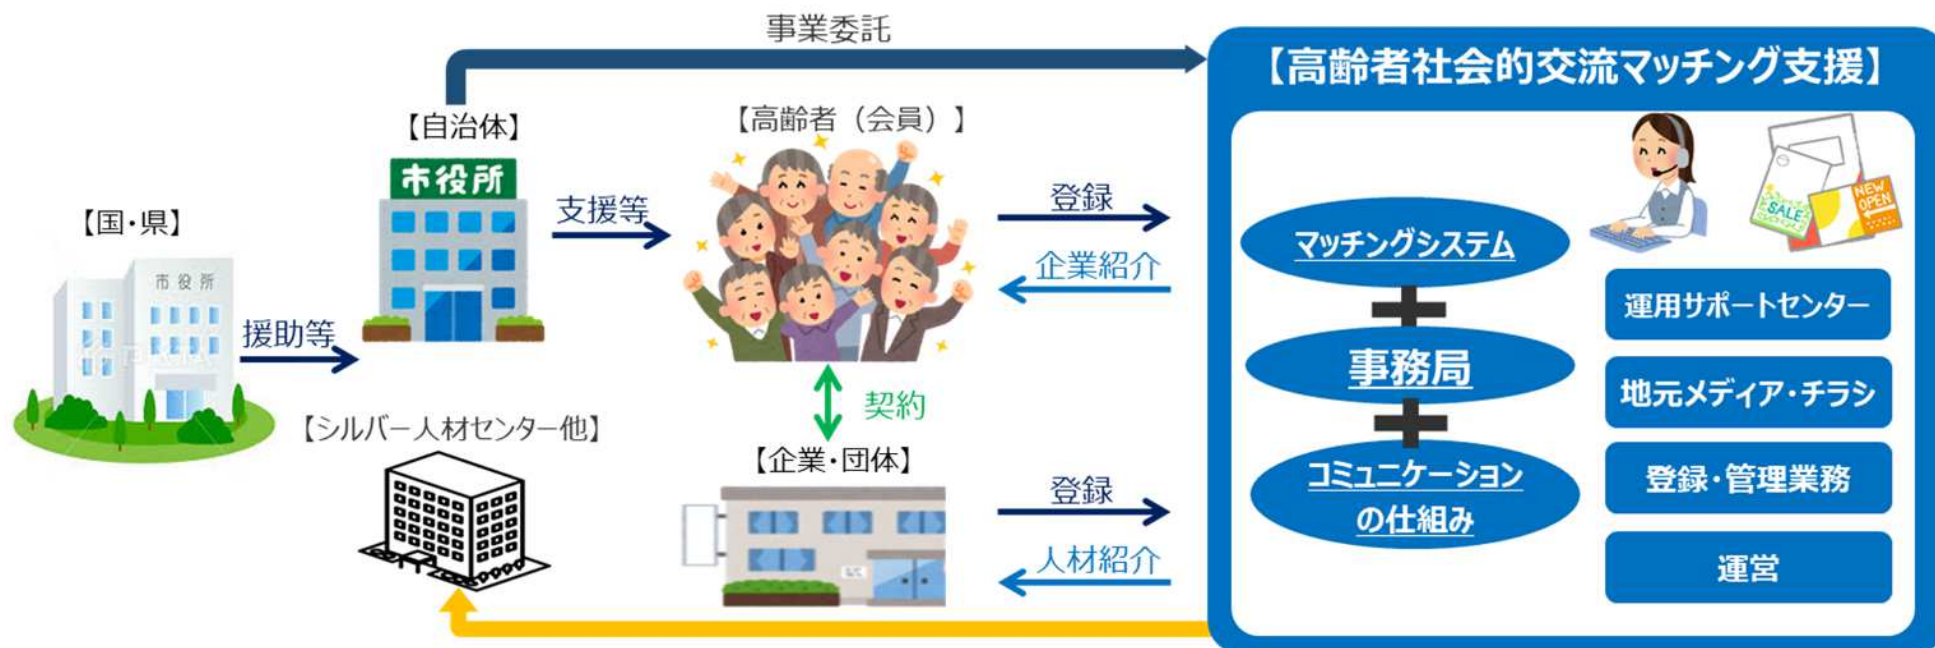 事業委託
【高齢者社会的交流マッチング支援】
【自治体】
【高齢者（会員）】
市役所
【国・県】
市役所
援助等
支援等
登録
企業紹介
契約
【シルバー人材センター他】
【企業・団体】
登録
人材紹介
マッチングシステム
事務局
コミュニケーション
の仕組み
SALE
NEW
OPEN
運用サポートセンター
地元メディア・チラシ
登録・管理業務
運営